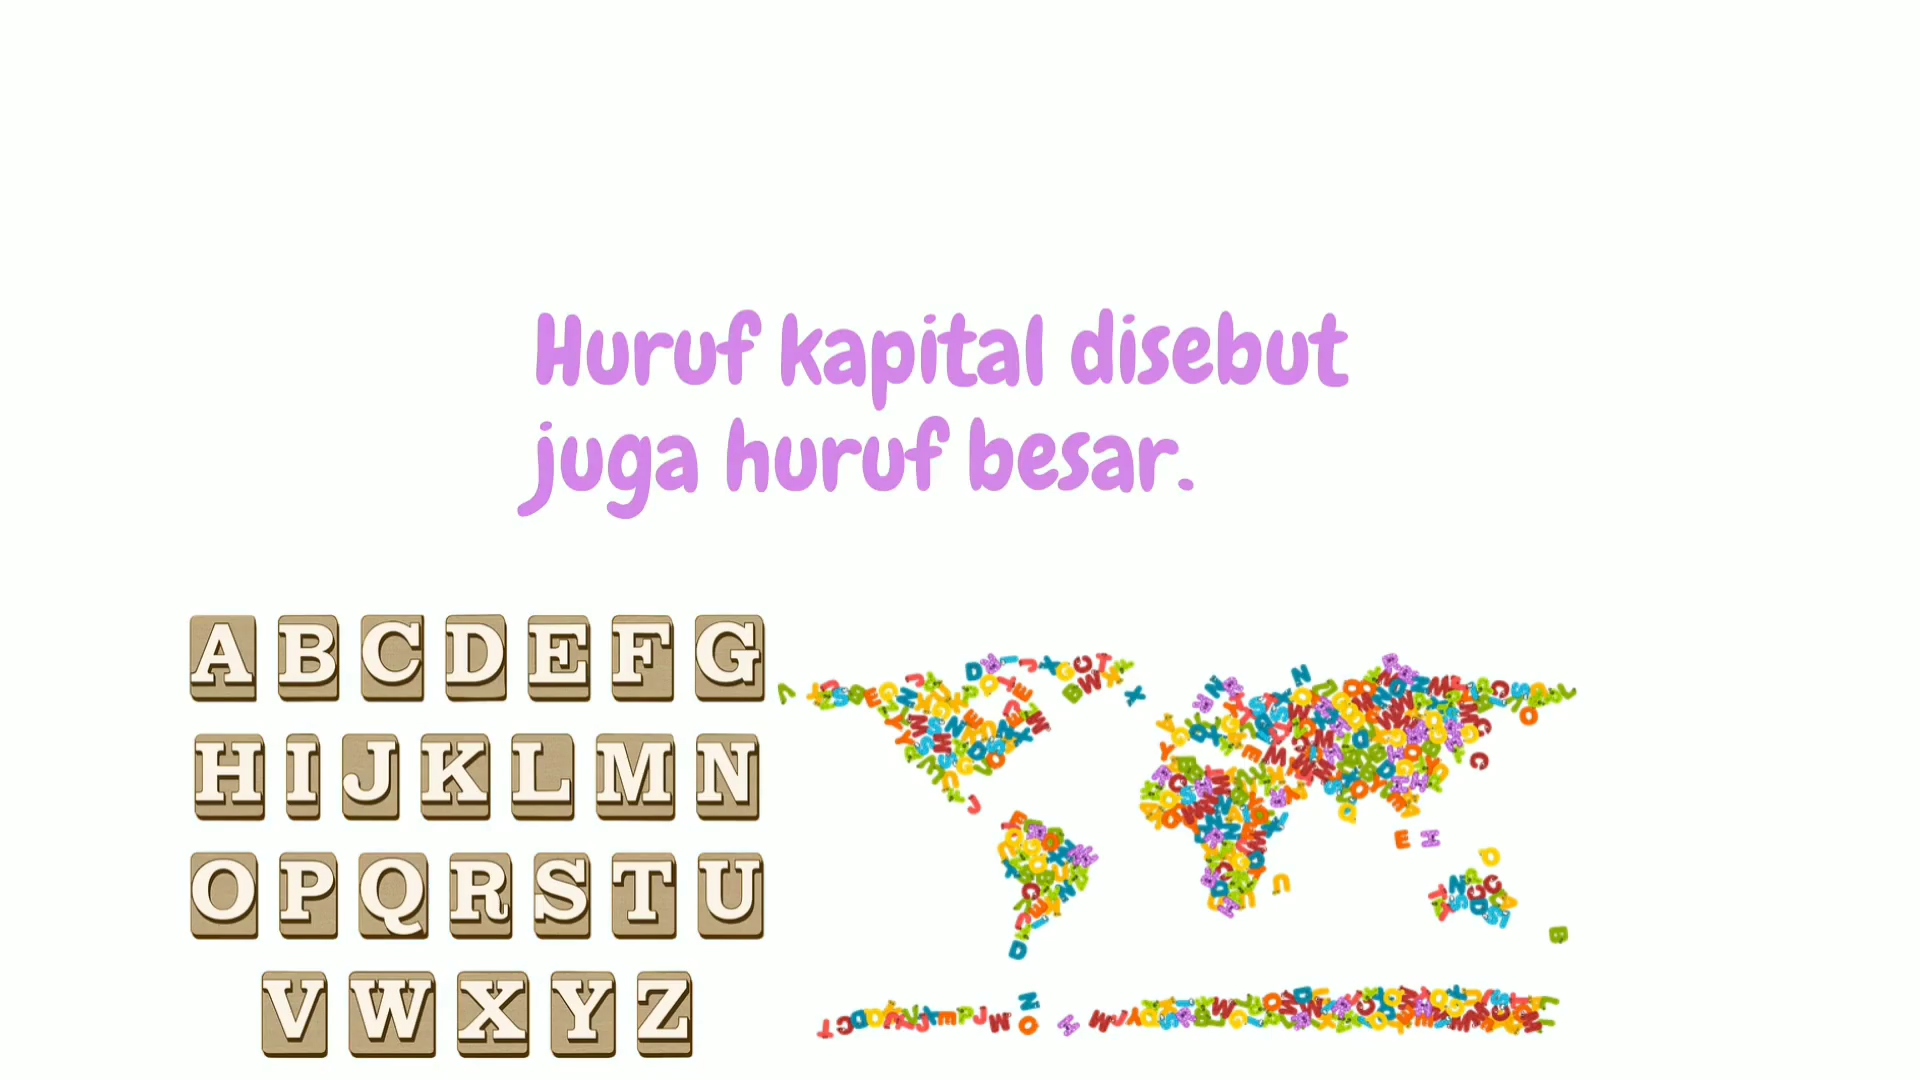 Huruf kapital disebut
juga huruf besar.
A B C D E F G
H I J K L M N
O P Q R S T U
V W X Y Z